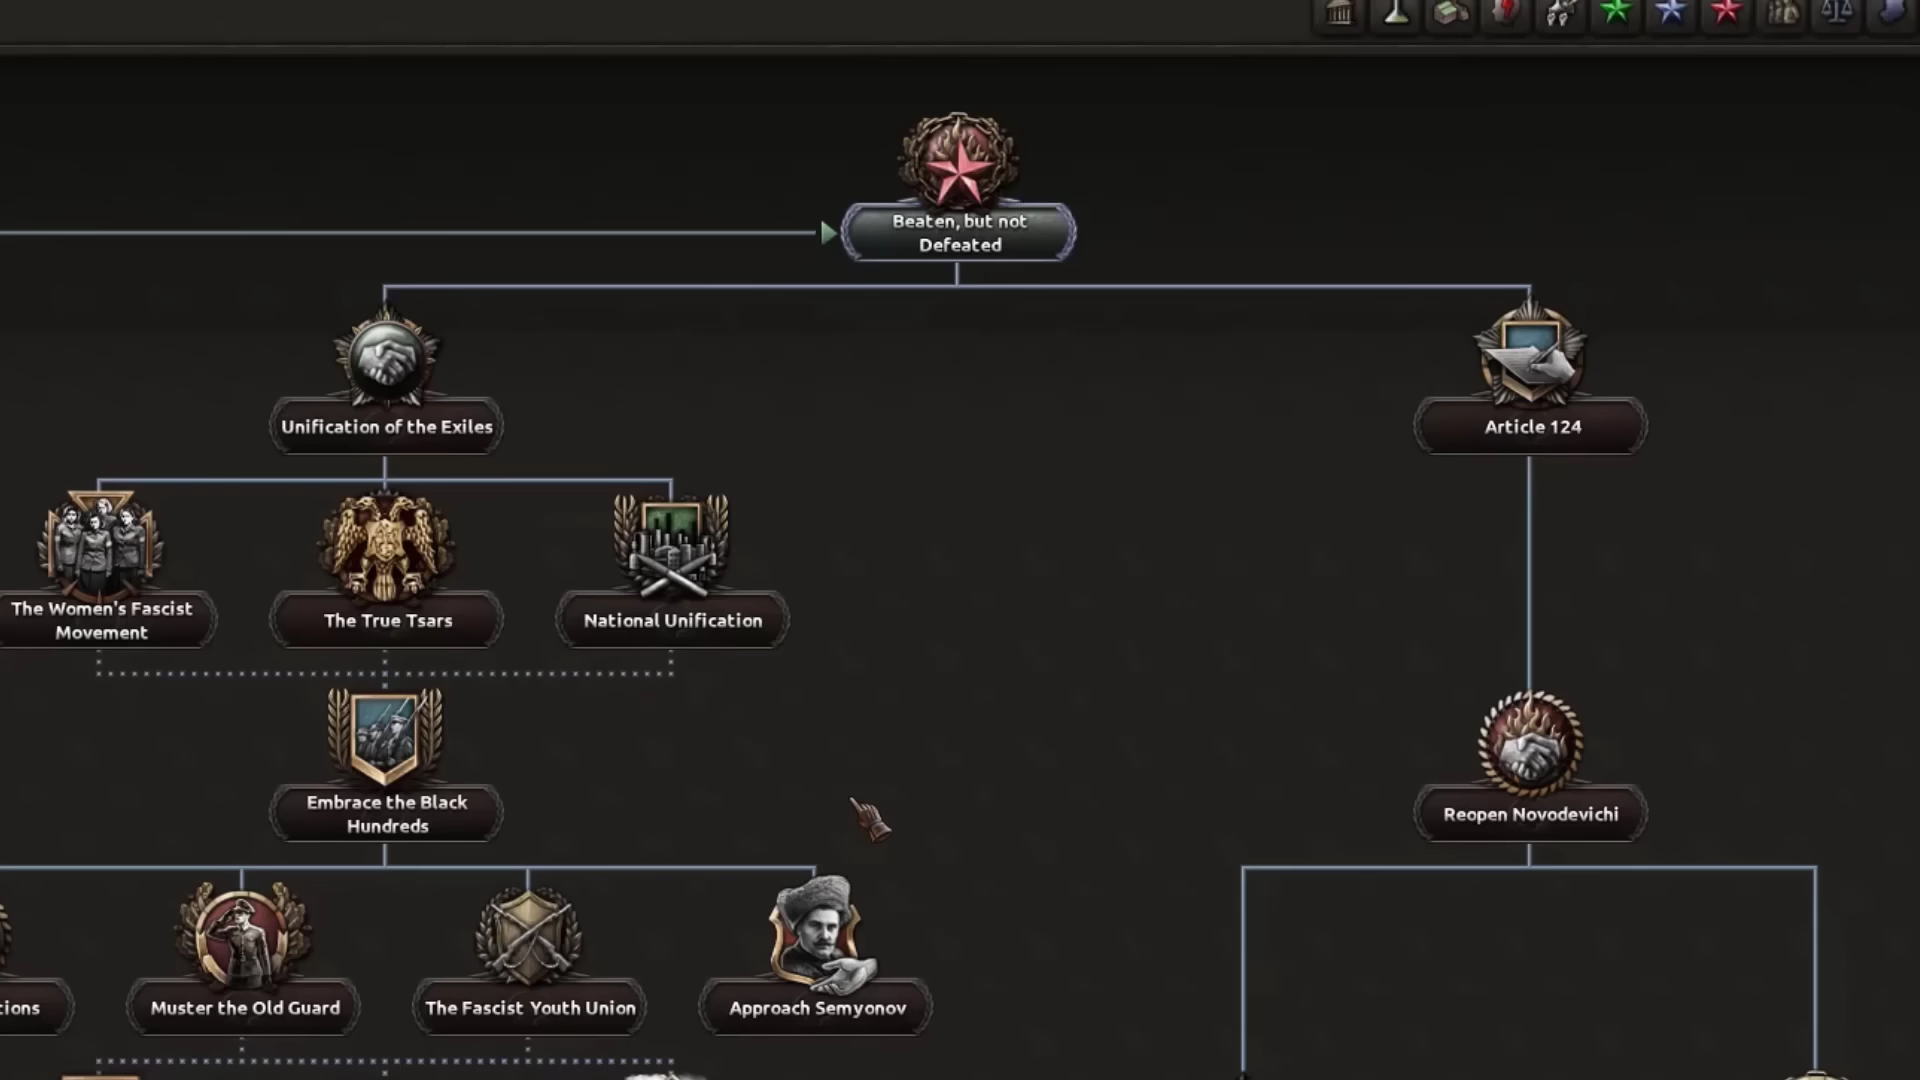 Beaten, but not
Defeated
Unification of the Exiles
Article 124
The Women's Fascist
Movement
The True Tsars
National Unification
Embrace the Black
Hundreds
Reopen Novodevichi
tions
Muster the Old Guard
The Fascist Youth Union
Approach Semyonov